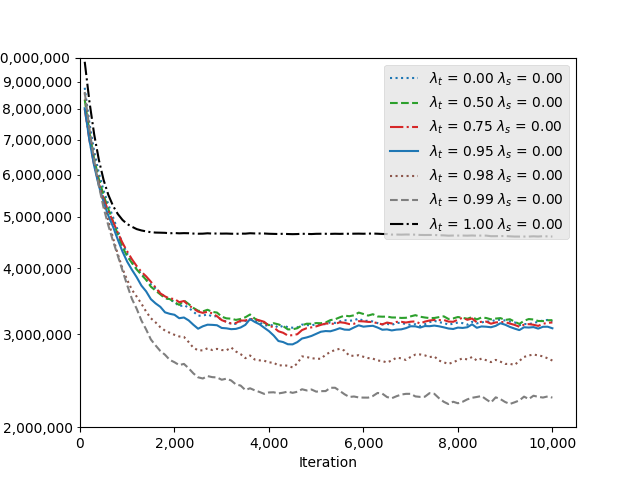 0,000,000
9,000,000
8,000,000
7,000,000
6,000,000
5,000,000
4,000,000
3,000,000
2,000,000
0 2,000 4,000 6,000 8,000 10,000
Iteration
λt = 0.00 λs = 0.00
λt = 0.50 λs = 0.00
λt = 0.75 λs = 0.00
λt = 0.95 λs = 0.00
λt = 0.98 λs = 0.00
λt = 0.99 λs = 0.00
λt = 1.00 λs = 0.00